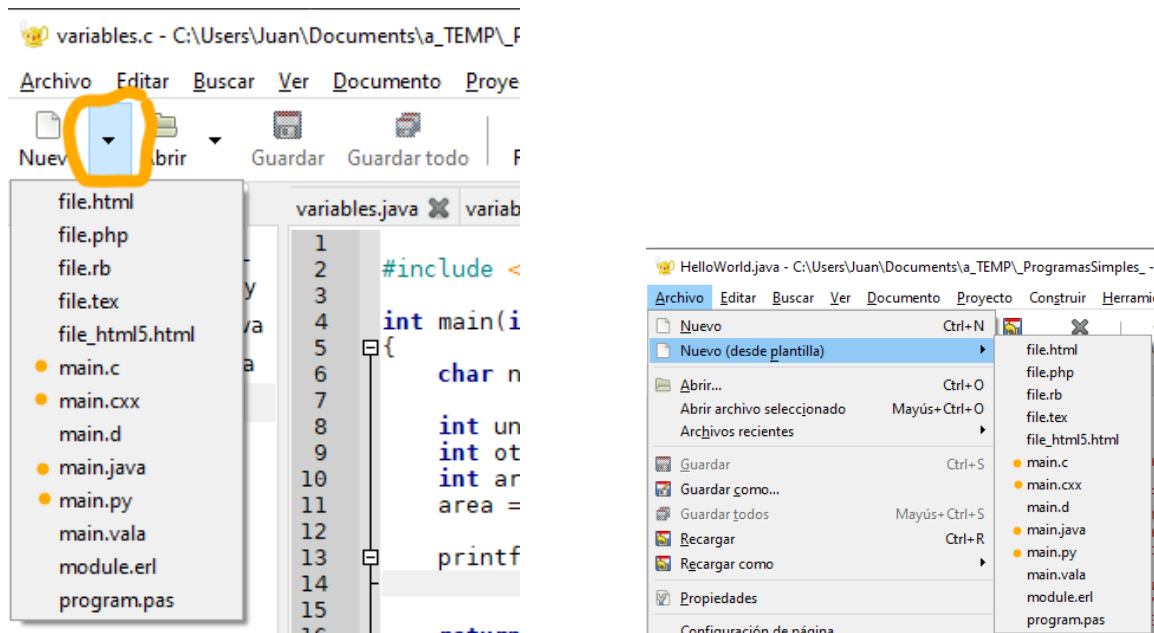 variables.c - C:\Users\Juan\Documents\a_TEMP\_
Archivo Editar Buscar Ver Documento Proye
Nuev Abrir Guardar Guardar todo
file.html
file.php
file.rb
file.tex
file_html5.html
main.c
main.cxx
main.d
main.java
main.py
main.vala
module.erl
program.pas
variables.java variab
1
2 #include <
3
4 int main(i
5 {
6 char n
7
8 int un
9 int ot
10 int ar
11 area =
12
13 printf
14
15
HelloWorld.java - C:\Users\Juan\Documents\a_TEMP\_ProgramasSimples_ -
Archivo Editar Buscar Ver Documento Proyecto Construir Herrami
Nuevo Ctrl+N
Nuevo (desde plantilla)
Abrir... Ctrl+O
Abrir archivo seleccionado Mayús+Ctrl+O
Archivos recientes
Guardar Ctrl+S
Guardar como...
Guardar todos Mayús+Ctrl+S
Recargar Ctrl+R
Recargar como
Propiedades
Configuración de página
file.html
file.php
file.rb
file.tex
file_html5.html
main.c
main.cxx
main.d
main.java
main.py
main.vala
module.erl
program.pas